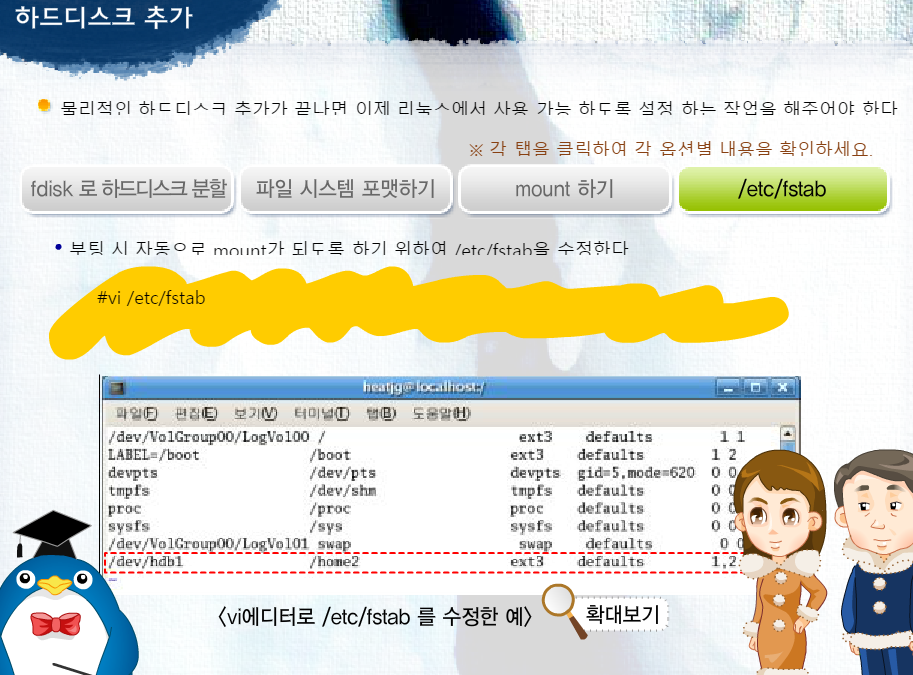 하드디스크 추가
물리적인 하드디스크 추가가 끝나면 이제 리눅스에서 사용 가능 하도록 설정 하는 작업을 해주어야 한다
※ 각 탭을 클릭하여 각 옵션별 내용을 확인하세요.
fdisk 로 하드디스크 분할 파일 시스템 포맷하기 mount 하기 /etc/fstab
• 부팅 시 자동으로 mount가 되도록 하기 위하여 /etc/fstab을 수정한다
#vi /etc/fstab
heatjg@localhost:/
파일(F) 편집(E) 보기(V) 터미널(T) 탭(B) 도움말(H)
/dev/VolGroup00/LogVol00 / ext3 defaults 1 1
LABEL=/boot /boot ext3 defaults 1 2
devpts /dev/pts devpts gid=5,mode=620 0 0
tmpfs /dev/shm tmpfs defaults 0 0
proc /proc proc defaults 0 0
sysfs /sys sysfs defaults 0 0
/dev/VolGroup00/LogVol01 swap swap defaults 0 0
/dev/hdb1 /home2 ext3 defaults 1,2
〈vi에디터로 /etc/fstab 를 수정한 예〉 확대보기